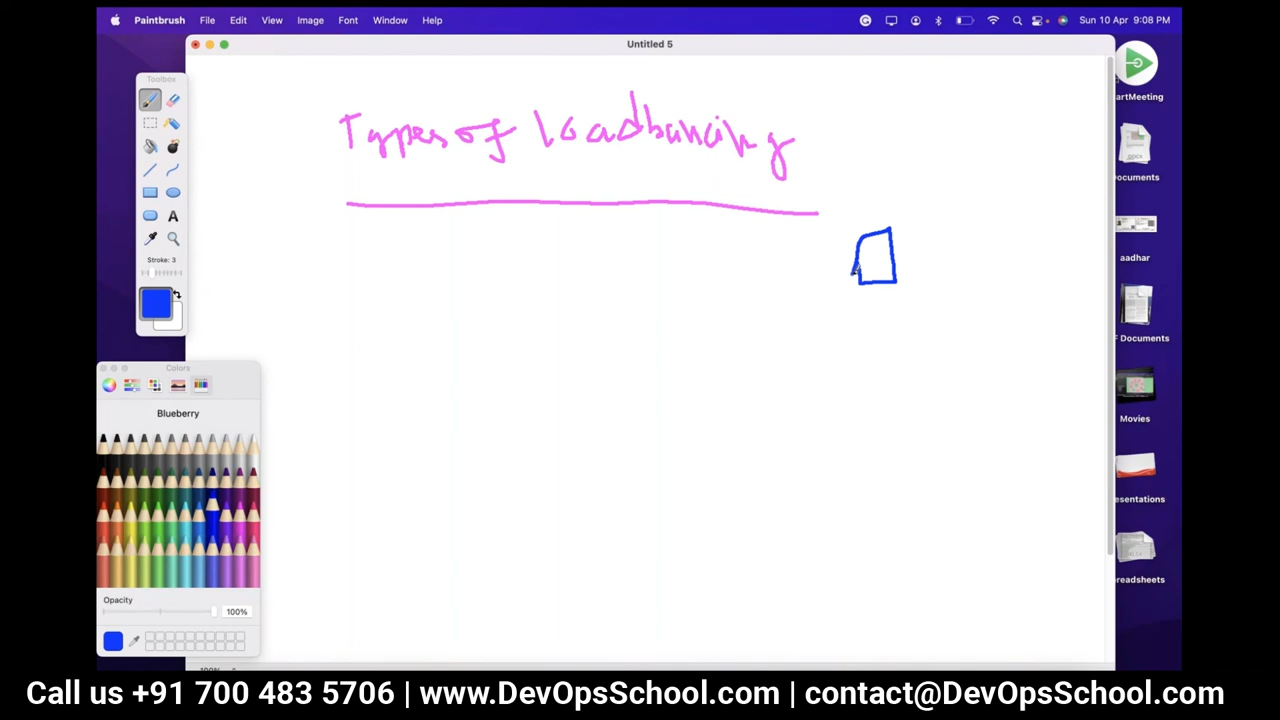 Paintbrush File Edit View Image Font Window Help Sun 10 Apr 9:08 PM
Untitled 5
Toolbox
artMeeting
Types of loadbancing
Documents
A
Stroke: 3
aadhar
F Documents
Colors
Blueberry
Movies
esentations
readsheets
Opacity
100%
Call us +91 700 483 5706 | www.DevOpsSchool.com | contact@DevOpsSchool.com